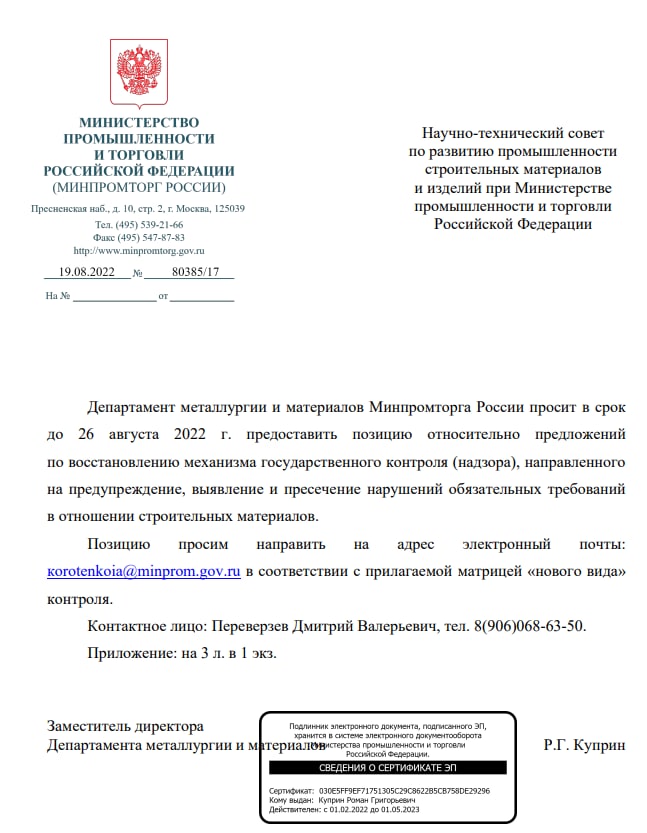 МИНИСТЕРСТВО
ПРОМЫШЛЕННОСТИ
И ТОРГОВЛИ
РОССИЙСКОЙ ФЕДЕРАЦИИ
(МИНПРОМТОРГ РОССИИ)
Пресненская наб., д. 10, стр. 2, г. Москва, 125039
Тел. (495) 539-21-66
Факс (495) 547-87-83
http://www.minpromtorg.gov.ru
19.08.2022 № 80385/17
На № от
Научно-технический совет
по развитию промышленности
строительных материалов
и изделий при Министерстве
промышленности и торговли
Российской Федерации
Департамент металлургии и материалов Минпромторга России просит в срок
до 26 августа 2022 г. предоставить позицию относительно предложений
по восстановлению механизма государственного контроля (надзора), направленного
на предупреждение, выявление и пресечение нарушений обязательных требований
в отношении строительных материалов.
Позицию просим направить на адрес электронный почты:
korotenkoia@minprom.gov.ru в соответствии с прилагаемой матрицей «нового вида»
контроля.
Контактное лицо: Переверзев Дмитрий Валерьевич, тел. 8(906)068-63-50.
Приложение: на 3 л. в 1 экз.
Заместитель директора
Департамента металлургии и материалов
Подлинник электронного документа, подписанного ЭП,
хранится в системе электронного документооборота
Министерства промышленности и торговли
Российской Федерации.
СВЕДЕНИЯ О СЕРТИФИКАТЕ ЭП
Сертификат: 030E5FF9EF71751305C29C8622B5CB758DE29296
Кому выдан: Куприн Роман Григорьевич
Действителен: с 01.02.2022 до 01.05.2023
Р.Г. Куприн